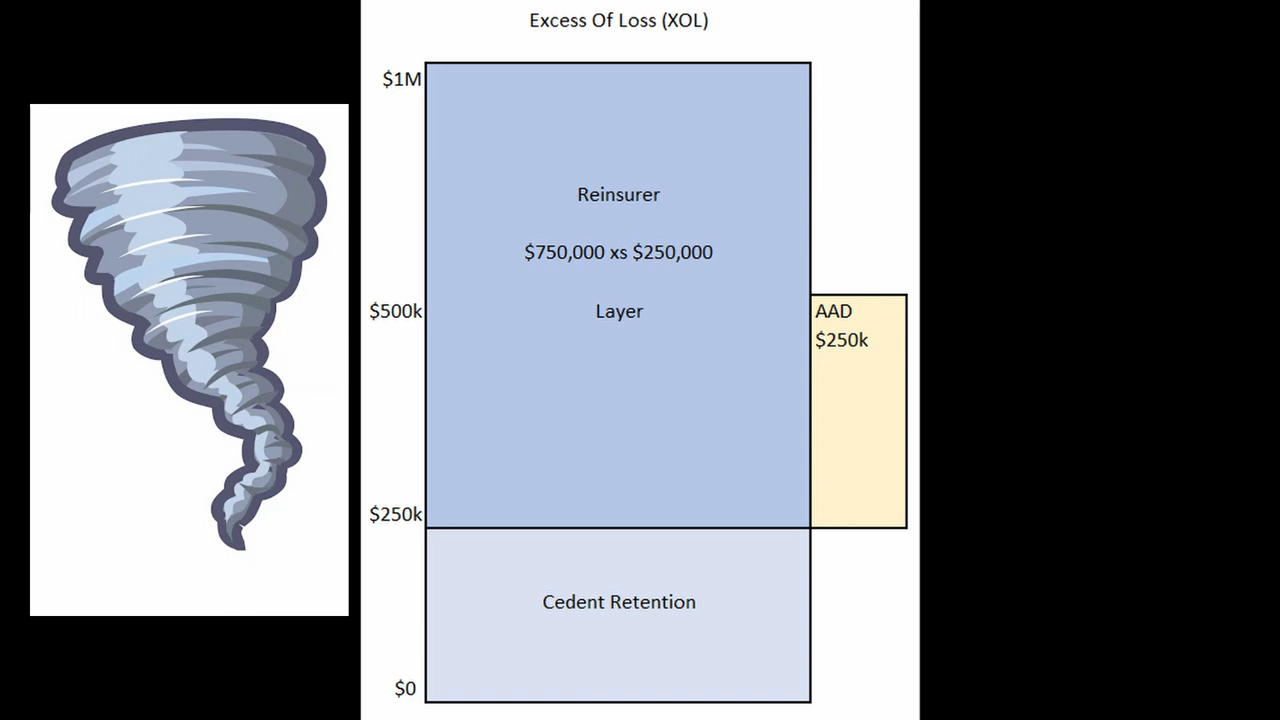 Excess Of Loss (XOL)
$1M
Reinsurer
$750,000 xs $250,000
$500k
Layer
AAD
$250k
$250k
Cedent Retention
$0